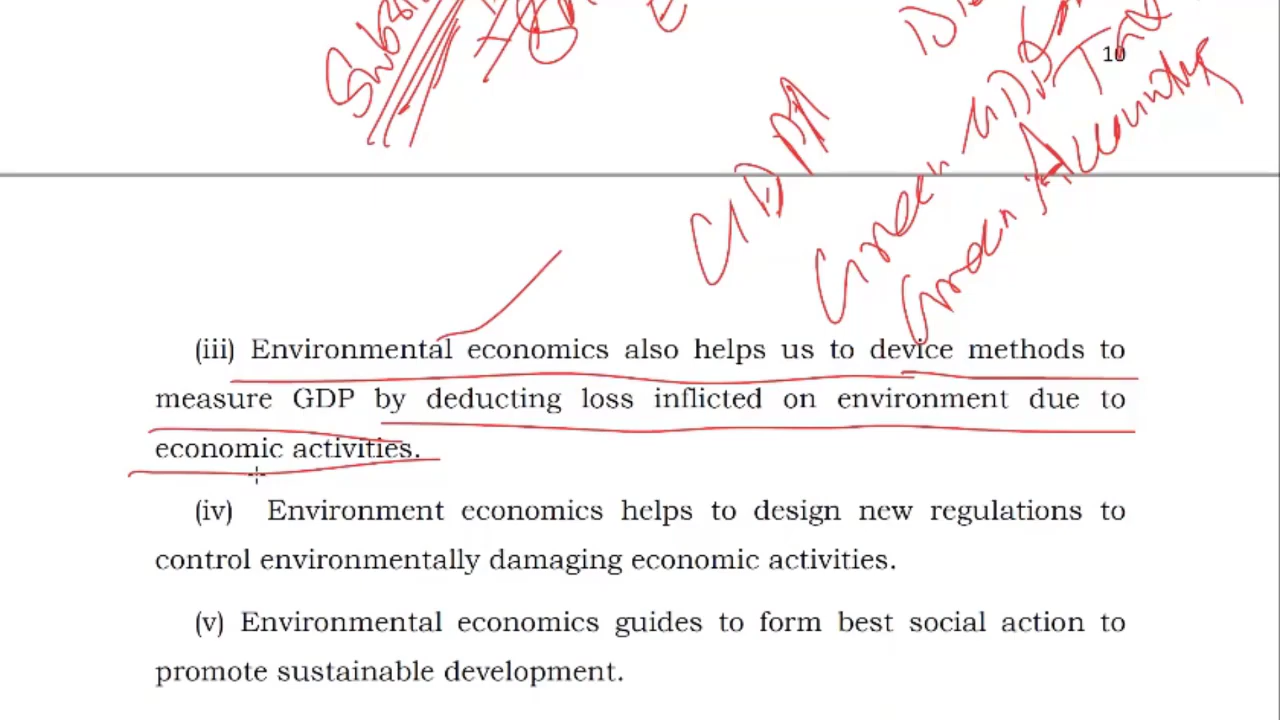 10
Green GDP
Green Accounting
(iii) Environmental economics also helps us to device methods to
measure GDP by deducting loss inflicted on environment due to
economic activities.
(iv) Environment economics helps to design new regulations to
control environmentally damaging economic activities.
(v) Environmental economics guides to form best social action to
promote sustainable development.